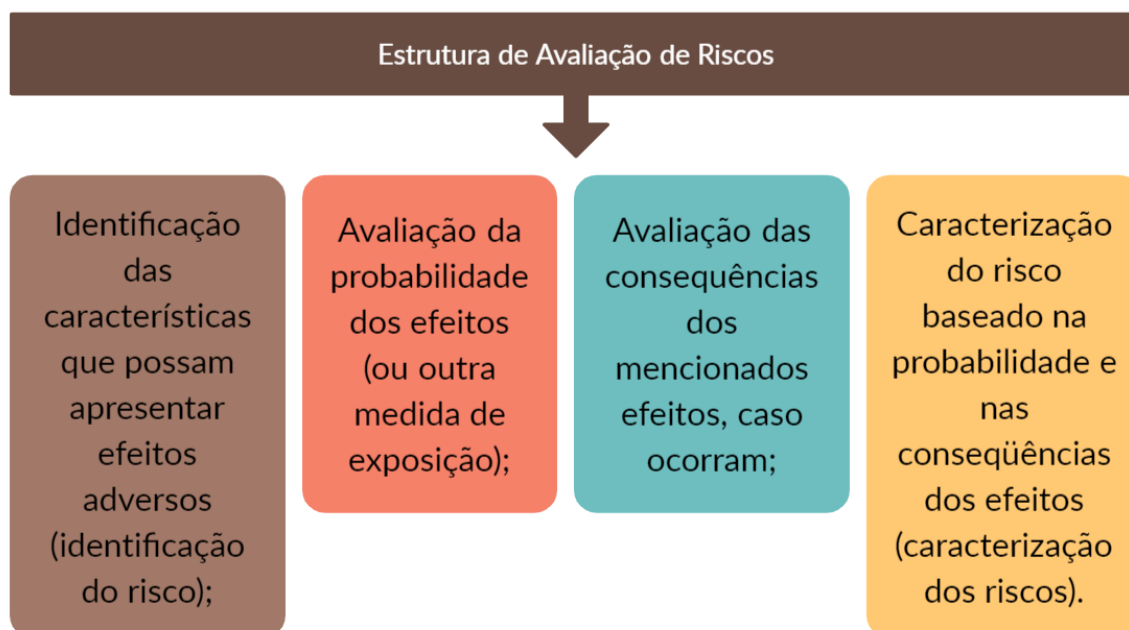 Estrutura de Avaliação de Riscos
Identificação
das
características
que possam
apresentar
efeitos
adversos
(identificação
do risco);
Avaliação da
probabilidade
dos efeitos
(ou outra
medida de
exposição);
Avaliação das
consequências
dos
mencionados
efeitos, caso
ocorram;
Caracterização
do risco
baseado na
probabilidade e
nas
conseqüências
dos efeitos
(caracterização
dos riscos).